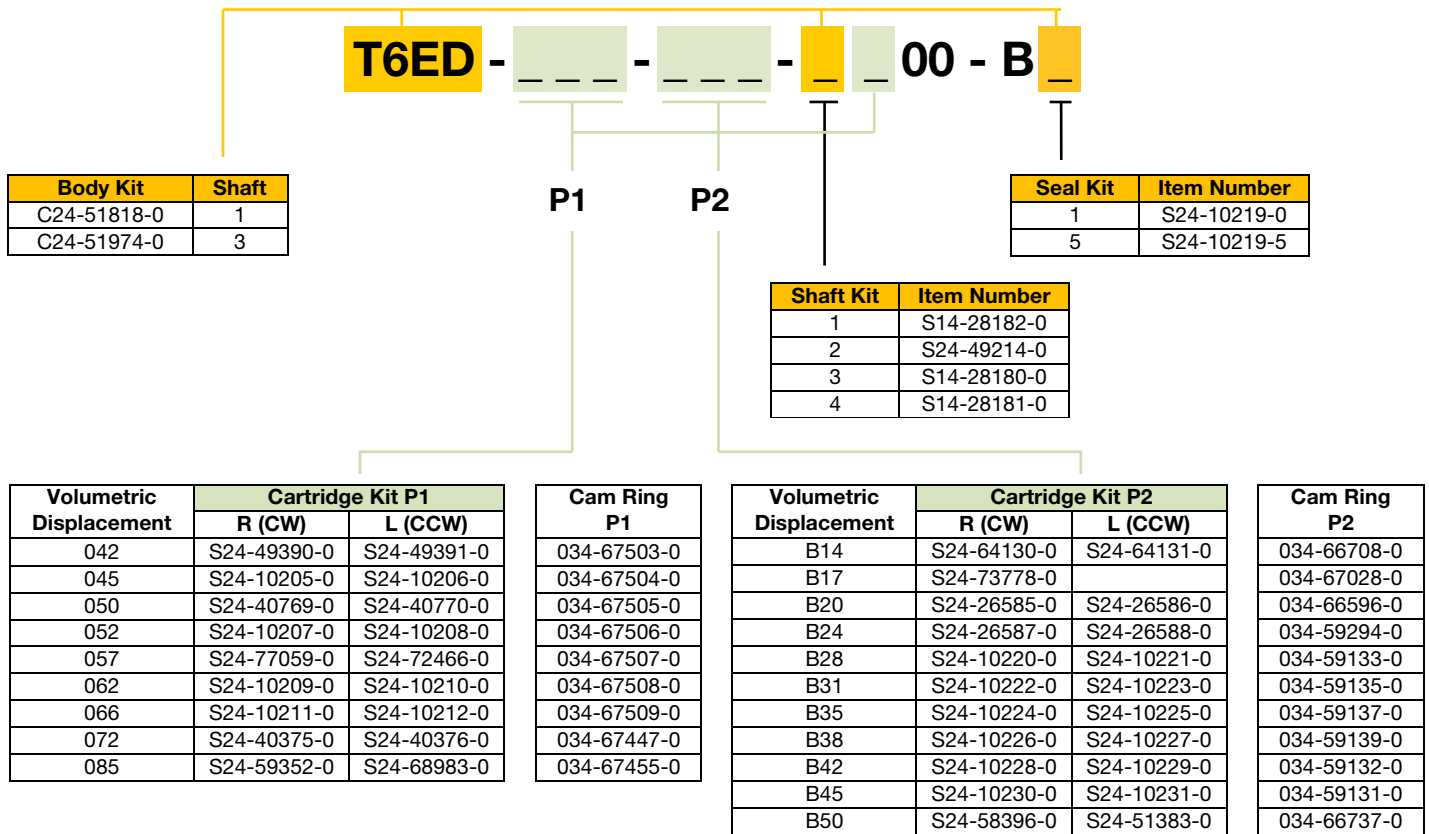 T6ED - _ _ _ - _ _ _ - _ _ 00 - B _
Body Kit Shaft
C24-51818-0 1
C24-51974-0 3
P1 P2
Seal Kit Item Number
1 S24-10219-0
5 S24-10219-5
Shaft Kit Item Number
1 S14-28182-0
2 S24-49214-0
3 S14-28180-0
4 S14-28181-0
Volumetric Displacement Cartridge Kit P1 Cam Ring P1
R (CW) L (CCW)
042 S24-49390-0 S24-49391-0 034-67503-0
045 S24-10205-0 S24-10206-0 034-67504-0
050 S24-40769-0 S24-40770-0 034-67505-0
052 S24-10207-0 S24-10208-0 034-67506-0
057 S24-77059-0 S24-72466-0 034-67507-0
062 S24-10209-0 S24-10210-0 034-67508-0
066 S24-10211-0 S24-10212-0 034-67509-0
072 S24-40375-0 S24-40376-0 034-67447-0
085 S24-59352-0 S24-68983-0 034-67455-0
Volumetric Displacement Cartridge Kit P2 Cam Ring P2
R (CW) L (CCW)
B14 S24-64130-0 S24-64131-0 034-66708-0
B17 S24-73778-0 034-67028-0
B20 S24-26585-0 S24-26586-0 034-66596-0
B24 S24-26587-0 S24-26588-0 034-59294-0
B28 S24-10220-0 S24-10221-0 034-59133-0
B31 S24-10222-0 S24-10223-0 034-59135-0
B35 S24-10224-0 S24-10225-0 034-59137-0
B38 S24-10226-0 S24-10227-0 034-59139-0
B42 S24-10228-0 S24-10229-0 034-59132-0
B45 S24-10230-0 S24-10231-0 034-59131-0
B50 S24-58396-0 S24-51383-0 034-66737-0